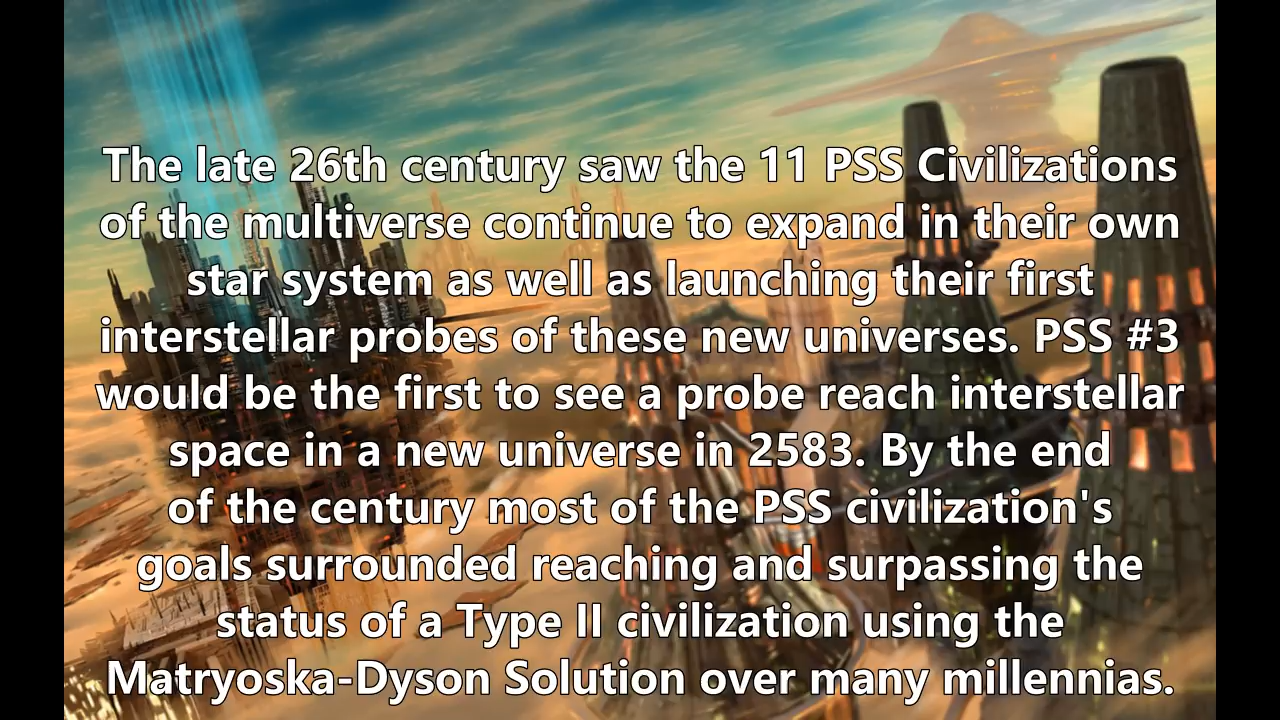 The late 26th century saw the 11 PSS Civilizations
of the multiverse continue to expand in their own
star system as well as launching their first
interstellar probes of these new universes. PSS #3
would be the first to see a probe reach interstellar
space in a new universe in 2583. By the end
of the century most of the PSS civilization's
goals surrounded reaching and surpassing the
status of a Type II civilization using the
Matryoska-Dyson Solution over many millennias.